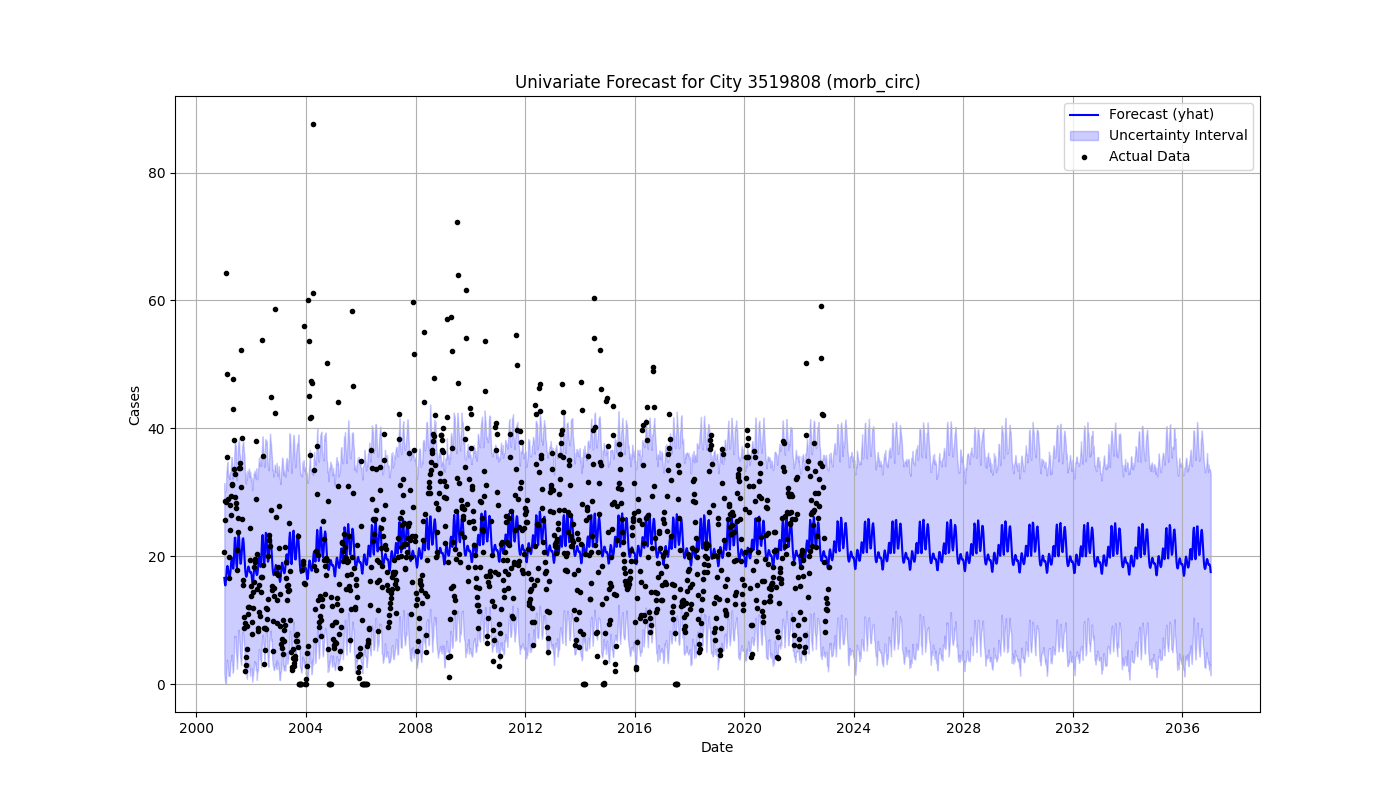 Univariate Forecast for City 3519808 (morb_circ)
Forecast (yhat)
Uncertainty Interval
Actual Data
Cases
80
60
40
20
0
2000 2004 2008 2012 2016 2020 2024 2028 2032 2036
Date